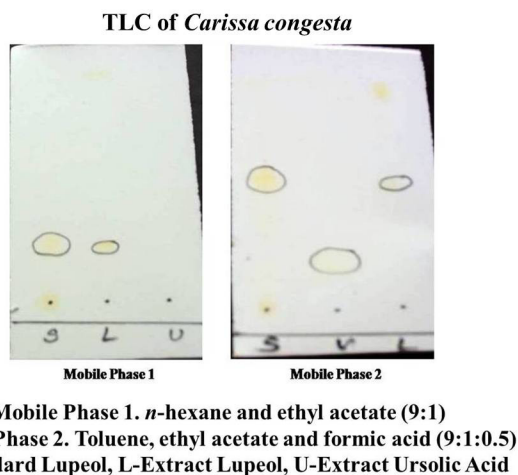 TLC of Carissa congesta
S L U
S U L
Mobile Phase 1
Mobile Phase 2
Mobile Phase 1. n-hexane and ethyl acetate (9:1)
Phase 2. Toluene, ethyl acetate and formic acid (9:1:0.5)
Lupeol, L-Extract Lupeol, U-Extract Ursolic Acid